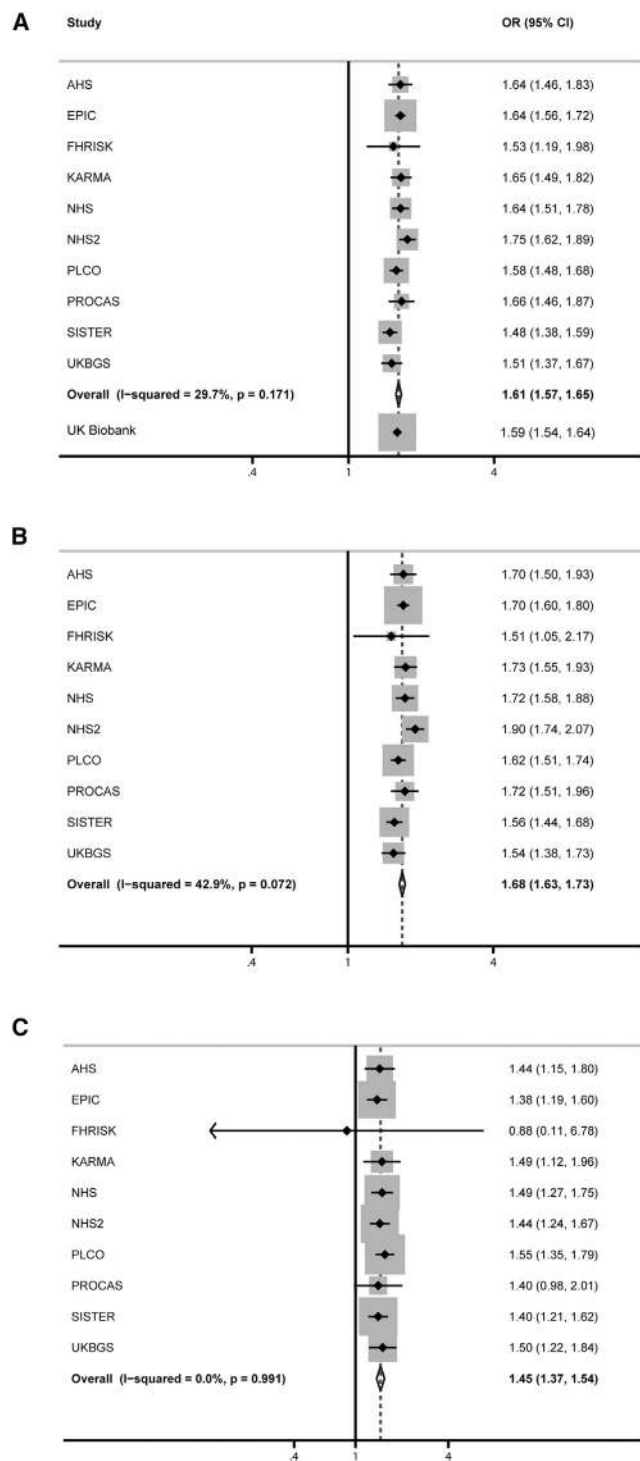 A
Study OR (95% CI)
AHS 1.64 (1.46, 1.83)
EPIC 1.64 (1.56, 1.72)
FHRISK 1.53 (1.19, 1.98)
KARMA 1.65 (1.49, 1.82)
NHS 1.64 (1.51, 1.78)
NHS2 1.75 (1.62, 1.89)
PLCO 1.58 (1.48, 1.68)
PROCAS 1.66 (1.46, 1.87)
SISTER 1.48 (1.38, 1.59)
UKBGS 1.51 (1.37, 1.67)
Overall (I−squared = 29.7%, p = 0.171) 1.61 (1.57, 1.65)
UK Biobank 1.59 (1.54, 1.64)
.4 1 4
B
AHS 1.70 (1.50, 1.93)
EPIC 1.70 (1.60, 1.80)
FHRISK 1.51 (1.05, 2.17)
KARMA 1.73 (1.55, 1.93)
NHS 1.72 (1.58, 1.88)
NHS2 1.90 (1.74, 2.07)
PLCO 1.62 (1.51, 1.74)
PROCAS 1.72 (1.51, 1.96)
SISTER 1.56 (1.44, 1.68)
UKBGS 1.54 (1.38, 1.73)
Overall (I−squared = 42.9%, p = 0.072) 1.68 (1.63, 1.73)
.4 1 4
C
AHS 1.44 (1.15, 1.80)
EPIC 1.38 (1.19, 1.60)
FHRISK 0.88 (0.11, 6.78)
KARMA 1.49 (1.12, 1.96)
NHS 1.49 (1.27, 1.75)
NHS2 1.44 (1.24, 1.67)
PLCO 1.55 (1.35, 1.79)
PROCAS 1.40 (0.98, 2.01)
SISTER 1.40 (1.21, 1.62)
UKBGS 1.50 (1.22, 1.84)
Overall (I−squared = 0.0%, p = 0.991) 1.45 (1.37, 1.54)
.4 1 4